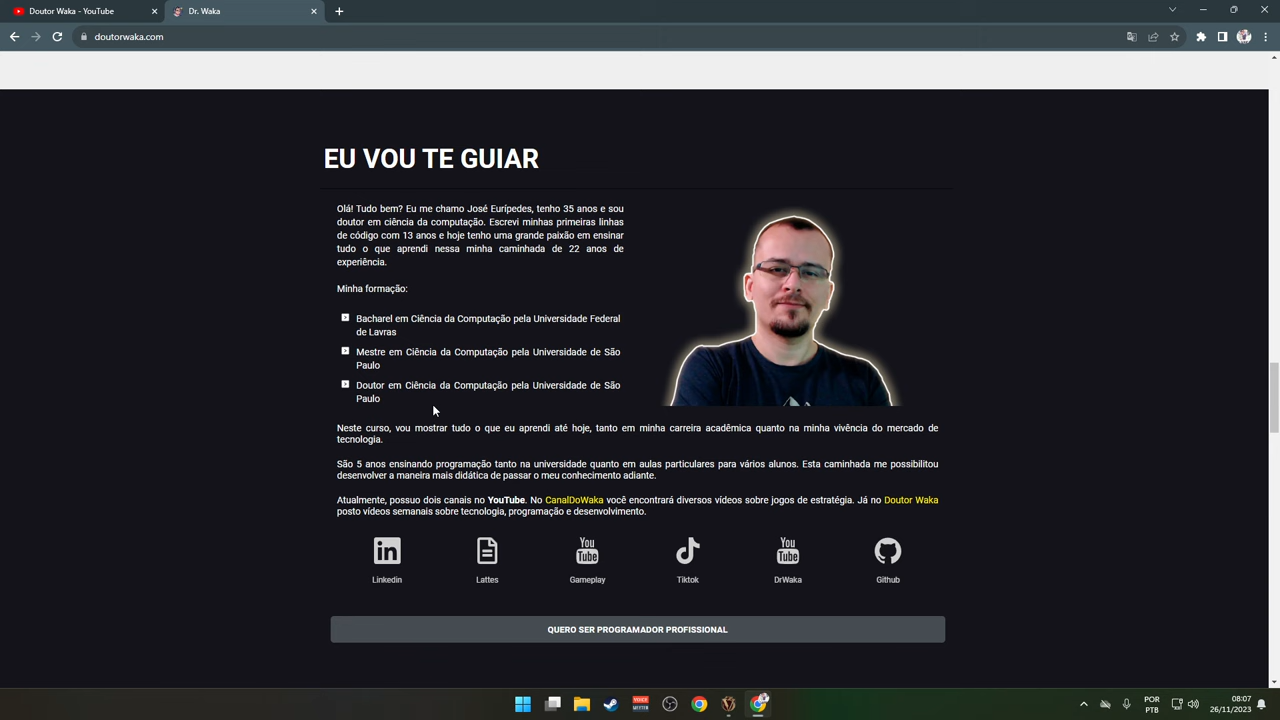 Doutor Waka - YouTube
Dr. Waka
doutorwaka.com
EU VOU TE GUIAR
Olá! Tudo bem? Eu me chamo José Eurípedes, tenho 35 anos e sou
doutor em ciência da computação. Escrevi minhas primeiras linhas
de código com 13 anos e hoje tenho uma grande paixão em ensinar
tudo o que aprendi nessa minha caminhada de 22 anos de
experiência.
Minha formação:
Bacharel em Ciência da Computação pela Universidade Federal
de Lavras
Mestre em Ciência da Computação pela Universidade de São
Paulo
Doutor em Ciência da Computação pela Universidade de São
Paulo
Neste curso, vou mostrar tudo o que eu aprendi até hoje, tanto em minha carreira acadêmica quanto na minha vivência do mercado de
tecnologia.
São 5 anos ensinando programação tanto na universidade quanto em aulas particulares para vários alunos. Esta caminhada me possibilitou
desenvolver a maneira mais didática de passar o meu conhecimento adiante.
Atualmente, possuo dois canais no YouTube. No CanalDoWaka você encontrará diversos vídeos sobre jogos de estratégia. Já no Doutor Waka
posto vídeos semanais sobre tecnologia, programação e desenvolvimento.
You Tube You Tube
Linkedin Lattes Gameplay Tiktok DrWaka Github
QUERO SER PROGRAMADOR PROFISSIONAL
POR 08:07
PTB 26/11/2023